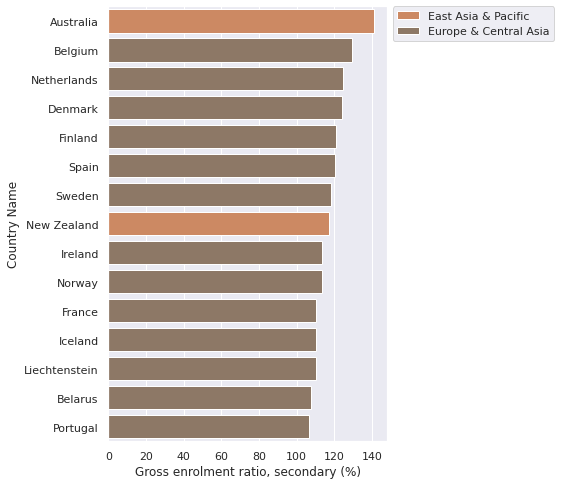 East Asia & Pacific
Europe & Central Asia
Country Name
Australia
Belgium
Netherlands
Denmark
Finland
Spain
Sweden
New Zealand
Ireland
Norway
France
Iceland
Liechtenstein
Belarus
Portugal
0 20 40 60 80 100 120 140
Gross enrolment ratio, secondary (%)